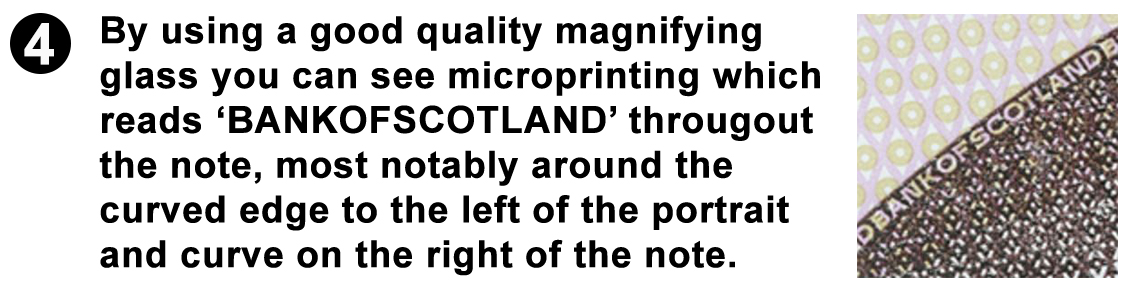 4
By using a good quality magnifying
glass you can see microprinting which
reads ‘BANKOFSCOTLAND’ througout
the note, most notably around the
curved edge to the left of the portrait
and curve on the right of the note.
DBANKOFSCOTLANDB